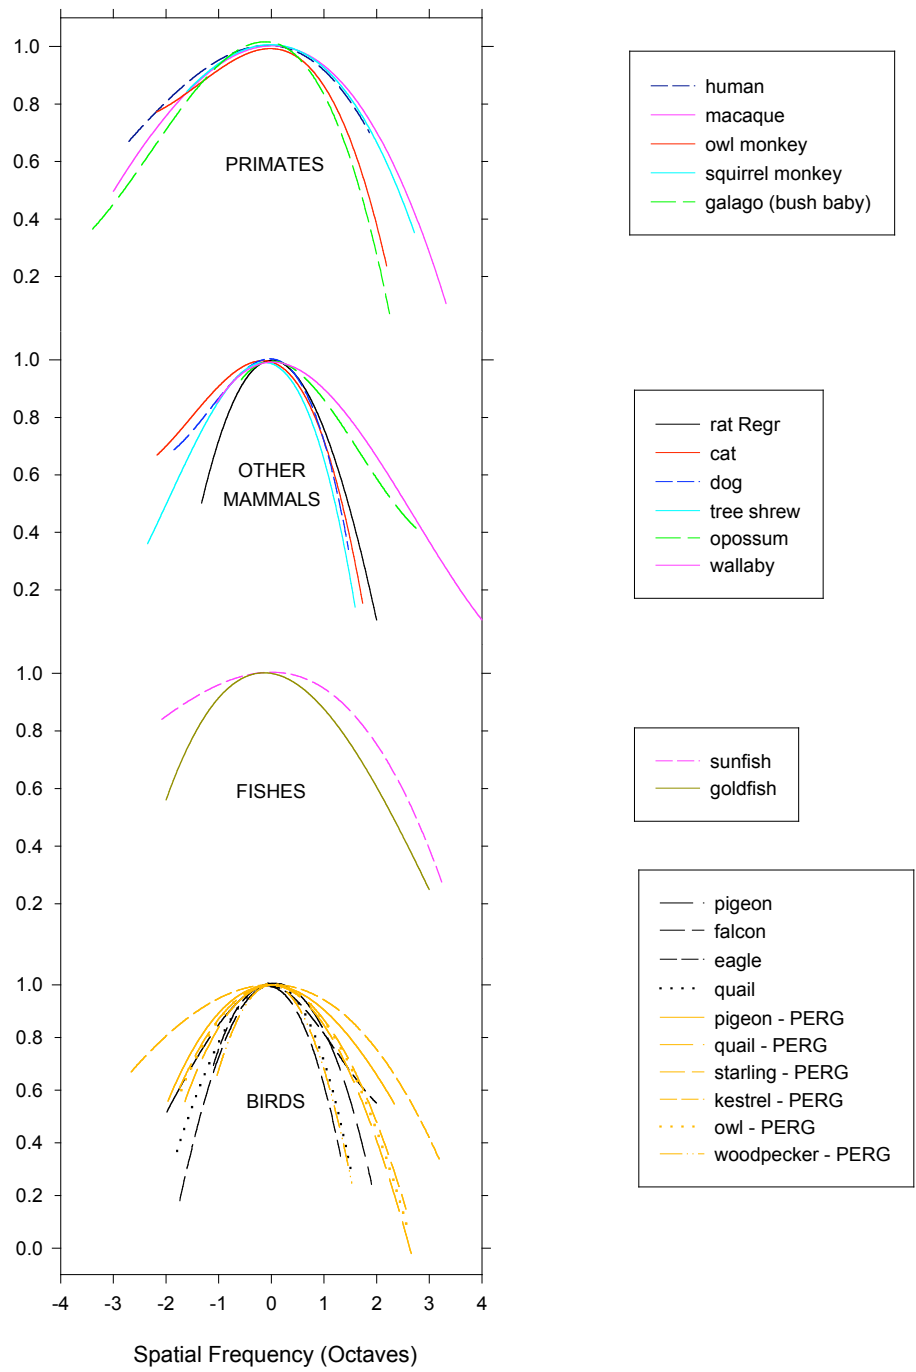 1.0
0.8
0.6
0.4
0.2
PRIMATES
human
macaque
owl monkey
squirrel monkey
galago (bush baby)
1.0
0.8
0.6
0.4
0.2
OTHER
MAMMALS
rat Regr
cat
dog
tree shrew
opossum
wallaby
1.0
0.8
0.6
0.4
0.2
FISHES
sunfish
goldfish
1.0
0.8
0.6
0.4
0.2
0.0
BIRDS
pigeon
falcon
eagle
quail
pigeon - PERG
quail - PERG
starling - PERG
kestrel - PERG
owl - PERG
woodpecker - PERG
-4 -3 -2 -1 0 1 2 3 4
Spatial Frequency (Octaves)